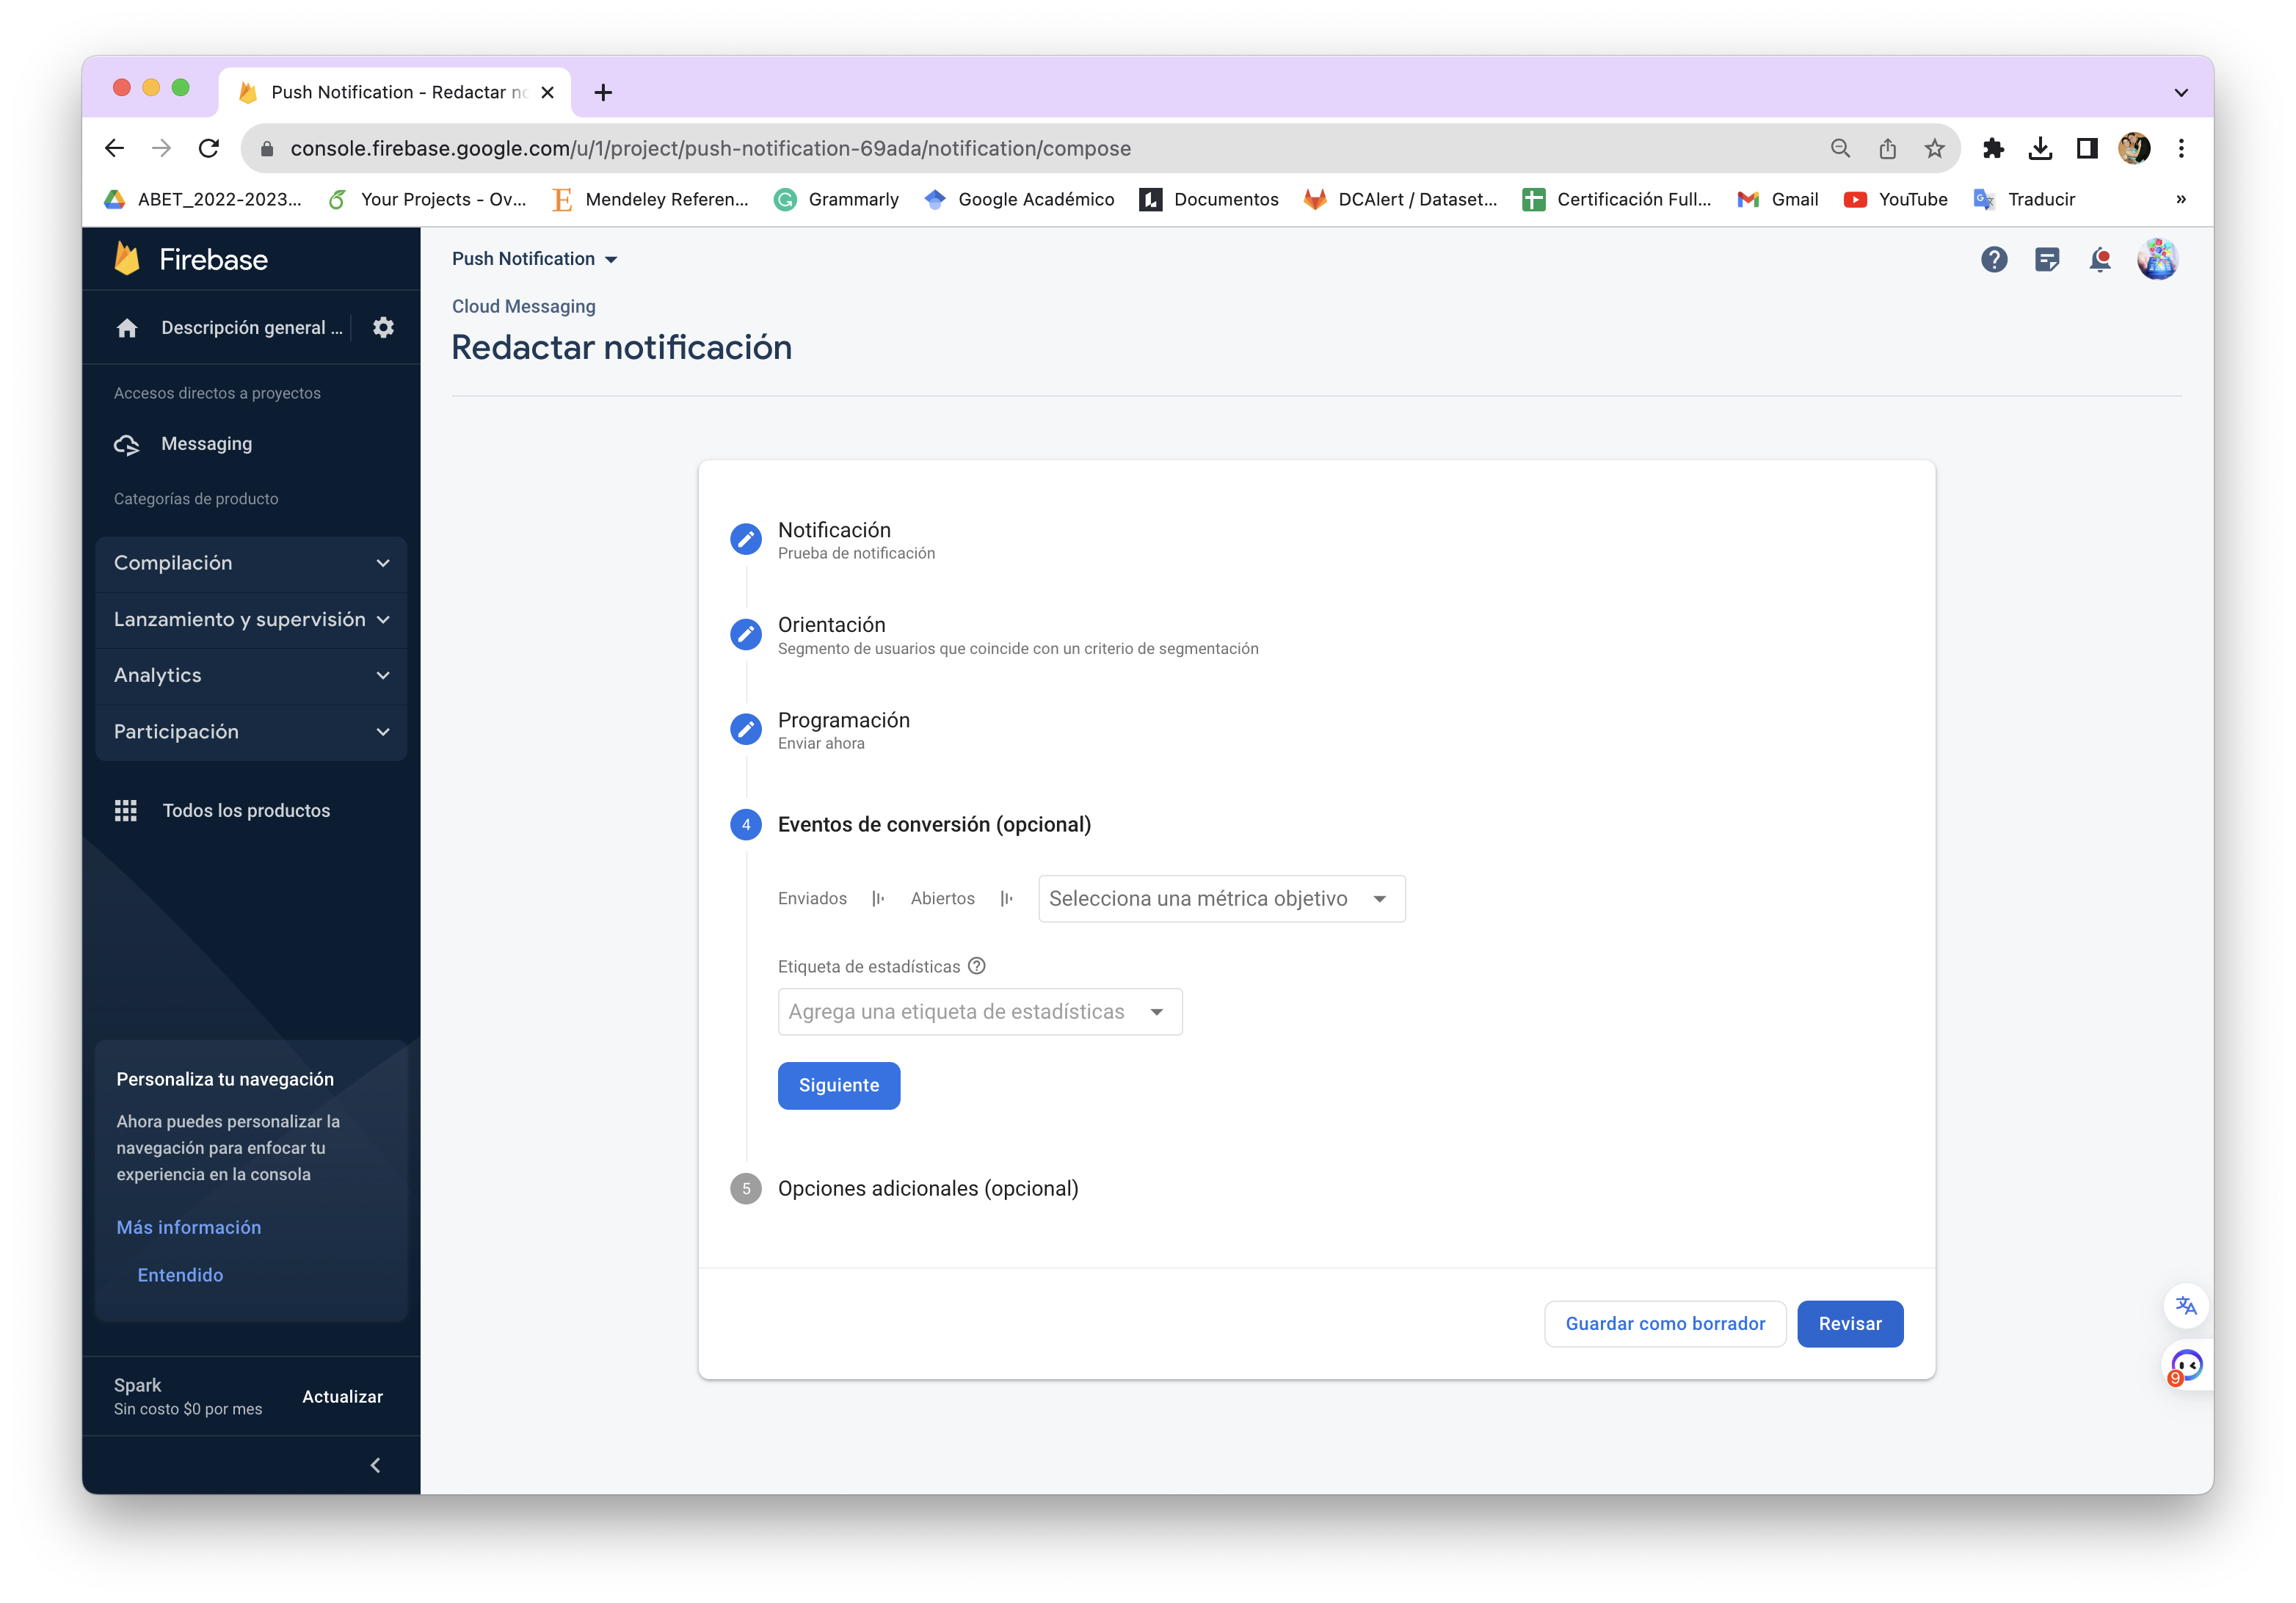 Push Notification - Redactar no
console.firebase.google.com/u/1/project/push-notification-69ada/notification/compose
ABET_2022-2023...
Your Projects - Ov...
Mendeley Referen...
Grammarly
Google Académico
Documentos
DCAlert / Dataset...
Certificación Full...
Gmail
YouTube
Traducir
»
Firebase
Descripción general ...
Accesos directos a proyectos
Messaging
Categorías de producto
Compilación
Lanzamiento y supervisión
Analytics
Participación
Todos los productos
Personaliza tu navegación
Ahora puedes personalizar la
navegación para enfocar tu
experiencia en la consola
Más información
Entendido
Spark
Sin costo $0 por mes
Actualizar
Push Notification
Cloud Messaging
Redactar notificación
Notificación
Prueba de notificación
Orientación
Segmento de usuarios que coincide con un criterio de segmentación
Programación
Enviar ahora
4 Eventos de conversión (opcional)
Enviados Abiertos Selecciona una métrica objetivo
Etiqueta de estadísticas
Agrega una etiqueta de estadísticas
Siguiente
5 Opciones adicionales (opcional)
Guardar como borrador
Revisar
9